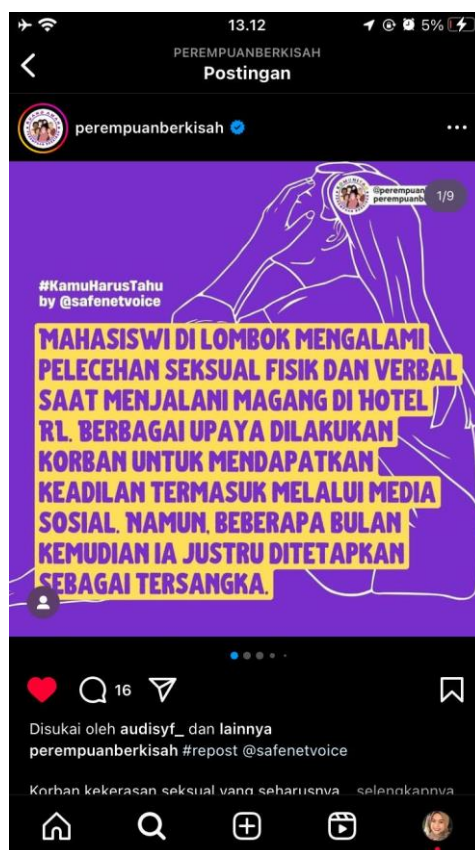 13.12
5%
PEREMPUANBERKISAH
Postingan
perempuanberkisah
@perempuan
perempuanb
1/9
#KamuHarusTahu
by @safenetvoice
MAHASISWI DI LOMBOK MENGALAMI
PELECEHAN SEKSUAL FISIK DAN VERBAL
SAAT MENJALANI MAGANG DI HOTEL
RL. BERBAGAI UPAYA DILAKUKAN
KORBAN UNTUK MENDAPATKAN
KEADILAN TERMASUK MELALUI MEDIA
SOSIAL. NAMUN, BEBERAPA BULAN
KEMUDIAN IA JUSTRU DITETAPKAN
SEBAGAI TERSANGKA.
16
Disukai oleh audisyf_ dan lainnya
perempuanberkisah #repost @safenetvoice
Korban kekerasan seksual yang seharusnya... selengkapnya